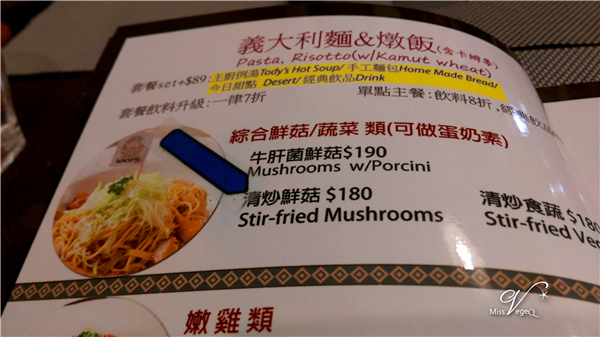 義大利麵&燉飯(含卡姆麥)
Pasta, Risotto(w/Kamut wheat)
套餐set+$89:主廚例湯Tody's Hot Soup/ 手工麵包Home Made Bread/
今日甜點 Desert/ 經典飲品Drink
套餐飲料升級:一律7折
單點主餐:飲料8折,經典飲品
綜合鮮菇/蔬菜 類(可做蛋奶素)
牛肝菌鮮菇$190
Mushrooms w/Porcini
清炒鮮菇 $180
Stir-fried Mushrooms
清炒食蔬 $180
Stir-fried Ve
嫩雞類
Miss VegeQ